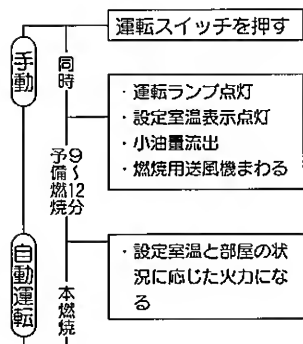 運転スイッチを押す
手動
同時
・運転ランプ点灯
・設定室温表示点灯
・小油量流出
・燃焼用送風機まわる
9~12分
予備燃焼
自動運転
・設定室温と部屋の状
況に応じた火力にな
る
本燃焼